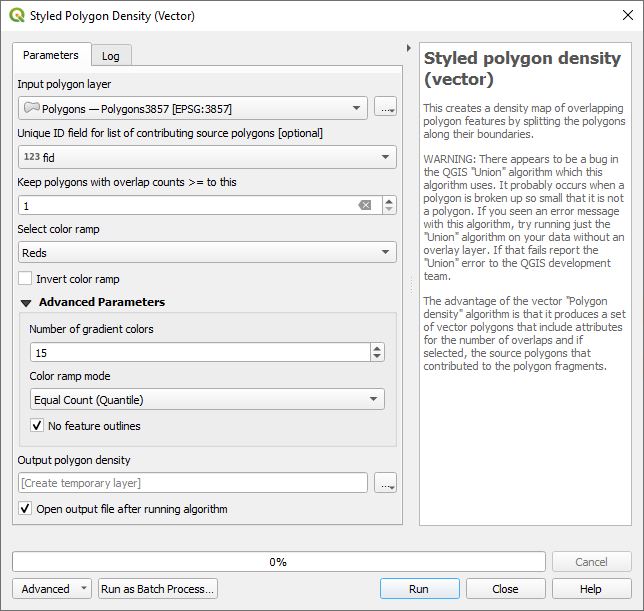 Styled Polygon Density (Vector)
Parameters
Log
Input polygon layer
Polygons — Polygons3857 [EPSG:3857]
...
Unique ID field for list of contributing source polygons [optional]
123 fid
Keep polygons with overlap counts >= to this
1
Select color ramp
Reds
Invert color ramp
Advanced Parameters
Number of gradient colors
15
Color ramp mode
Equal Count (Quantile)
No feature outlines
Output polygon density
[Create temporary layer]
...
Open output file after running algorithm
Styled polygon density
(vector)
This creates a density map of overlapping
polygon features by splitting the polygons
along their boundaries.
WARNING: There appears to be a bug in
the QGIS "Union" algorithm which this
algorithm uses. It probably occurs when a
polygon is broken up so small that it is not
a polygon. If you seen an error message
with this algorithm, try running just the
"Union" algorithm on your data without an
overlay layer. If that fails report the
"Union" error to the QGIS development
team.
The advantage of the vector "Polygon
density" algorithm is that it produces a set
of vector polygons that include attributes
for the number of overlaps and if
selected, the source polygons that
contributed to the polygon fragments.
0%
Cancel
Advanced
Run as Batch Process...
Run
Close
Help